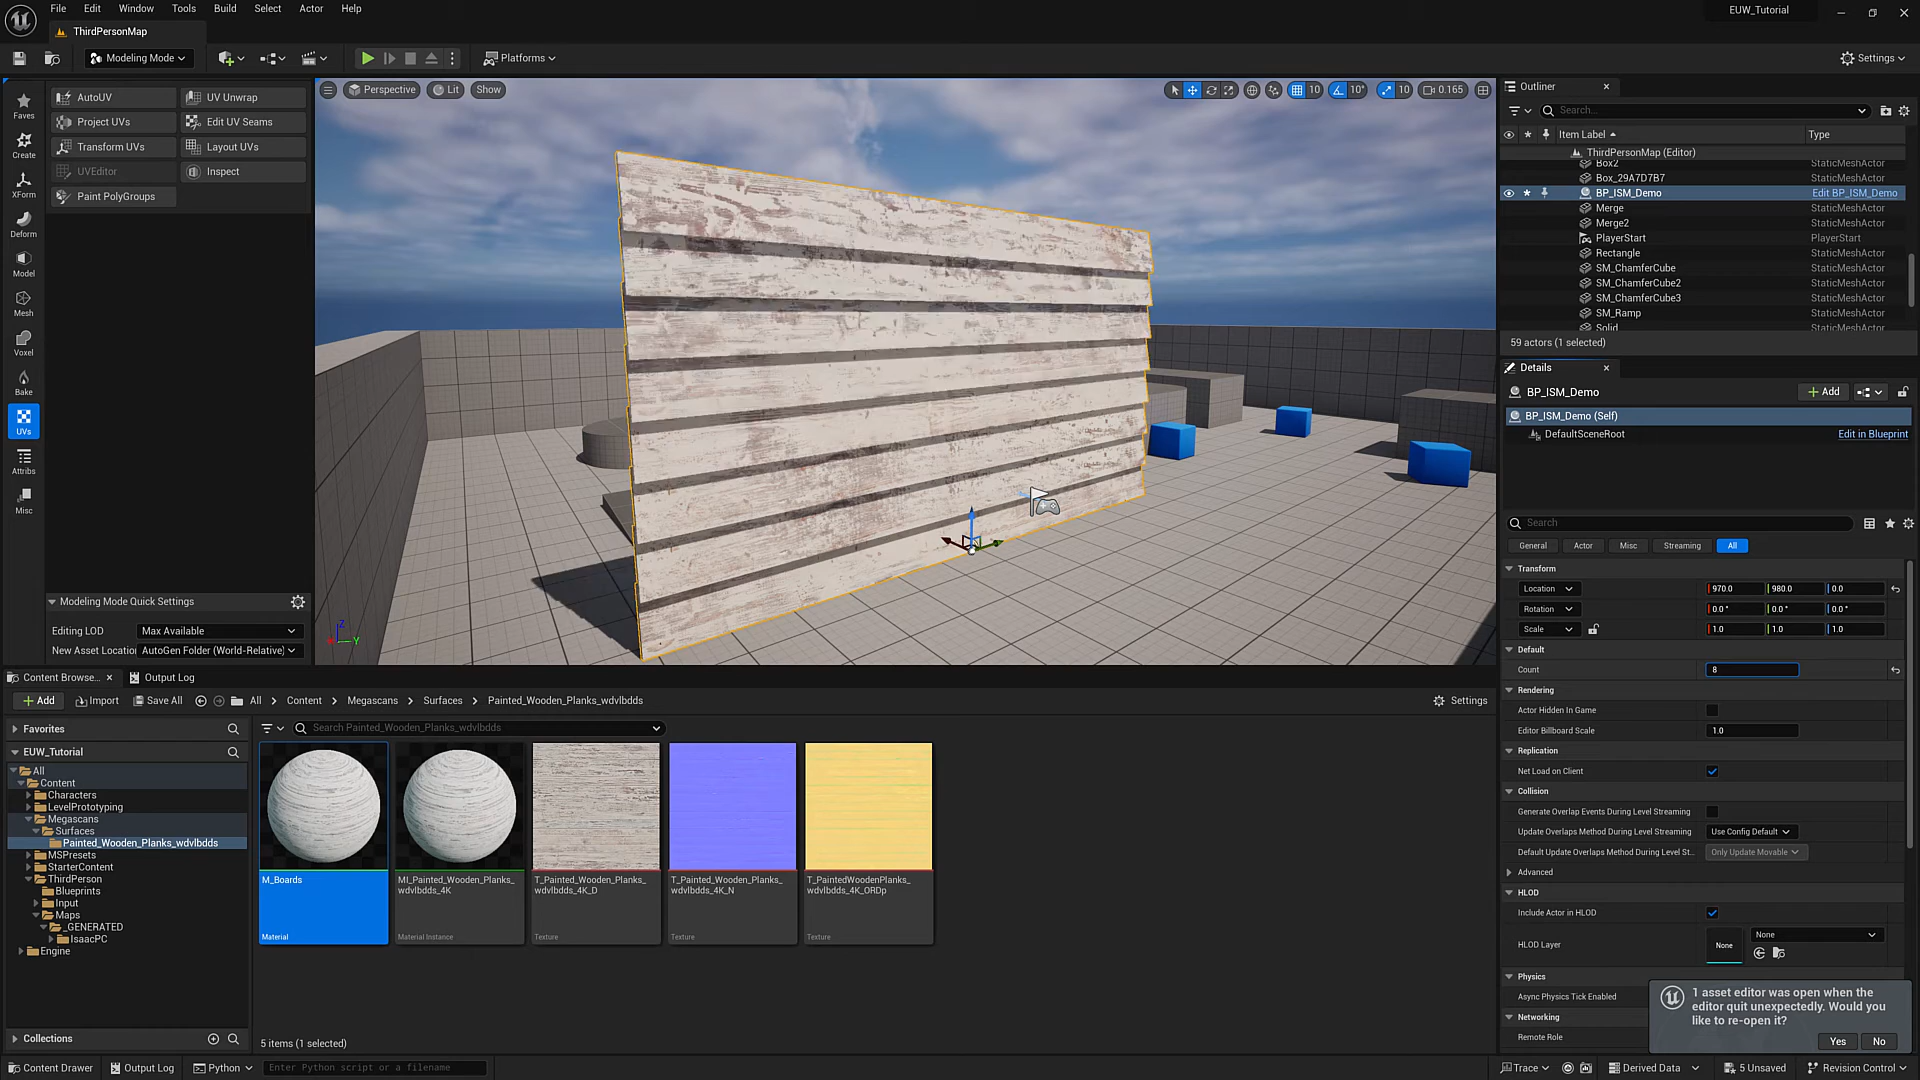 File Edit Window Tools Build Select Actor Help
EUW_Tutorial
ThirdPersonMap
Modeling Mode
Platforms
Settings
Faves
Create
XForm
Deform
Model
Mesh
Voxel
Bake
UVs
Attribs
Misc
AutoUV UV Unwrap
Project UVs Edit UV Seams
Transform UVs Layout UVs
UVEditor Inspect
Paint PolyGroups
Modeling Mode Quick Settings
Editing LOD Max Available
New Asset Location AutoGen Folder (World-Relative)
Perspective Lit Show
10 10° 10 0.165
Z
Y
Outliner
Search...
Item Label Type
ThirdPersonMap (Editor)
Box2 StaticMeshActor
Box_29A7D7B7 StaticMeshActor
BP_ISM_Demo Edit BP_ISM_Demo
Merge StaticMeshActor
Merge2 StaticMeshActor
PlayerStart PlayerStart
Rectangle StaticMeshActor
SM_ChamferCube StaticMeshActor
SM_ChamferCube2 StaticMeshActor
SM_ChamferCube3 StaticMeshActor
SM_Ramp StaticMeshActor
Solid StaticMeshActor
59 actors (1 selected)
Details
BP_ISM_Demo
Add
BP_ISM_Demo (Self)
DefaultSceneRoot Edit in Blueprint
Search
General Actor Misc Streaming All
Transform
Location 970.0 980.0 0.0
Rotation 0.0° 0.0° 0.0°
Scale 1.0 1.0 1.0
Default
Count 8
Rendering
Actor Hidden In Game
Editor Billboard Scale 1.0
Replication
Net Load on Client
Collision
Generate Overlap Events During Level Streaming
Update Overlaps Method During Level Streaming Use Config Default
Default Update Overlaps Method During Level St... Only Update Movable
Advanced
HLOD
Include Actor in HLOD
HLOD Layer None None
Physics
Async Physics Tick Enabled
Networking
Remote Role
1 asset editor was open when the
editor quit unexpectedly. Would you
like to re-open it?
Yes No
Content Browse... Output Log
Add Import Save All All Content Megascans Surfaces Painted_Wooden_Planks_wdvlbdds Settings
Favorites
EUW_Tutorial
All
Content
Characters
LevelPrototyping
Megascans
Surfaces
Painted_Wooden_Planks_wdvlbdds
MSPresets
StarterContent
ThirdPerson
Blueprints
Input
Maps
_GENERATED
IsaacPC
Engine
Collections
Search Painted_Wooden_Planks_wdvlbdds
M_Boards
Material
MI_Painted_Wooden_Planks_
wdvlbdds_4K
Material Instance
T_Painted_Wooden_Planks_
wdvlbdds_4K_D
Texture
T_Painted_Wooden_Planks_
wdvlbdds_4K_N
Texture
T_PaintedWoodenPlanks_
wdvlbdds_4K_ORDp
Texture
5 items (1 selected)
Content Drawer Output Log Python Enter Python script or a filename
Trace Derived Data 5 Unsaved Revision Control